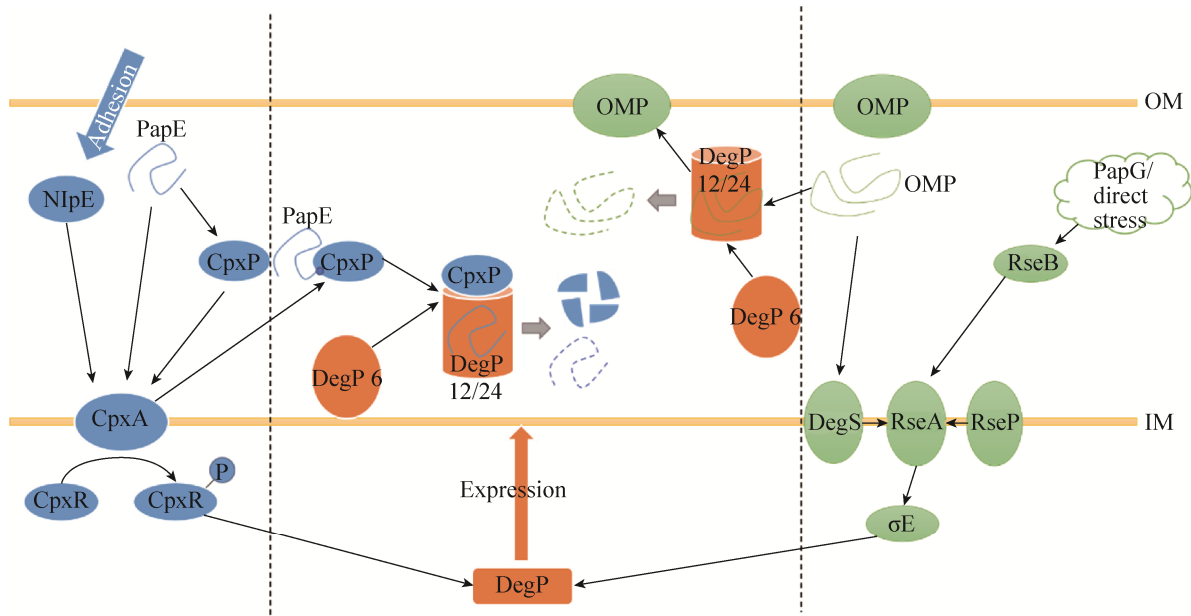 OM
OMP
OMP
Adhesion
PapE
DegP
12/24
OMP
PapG/
direct
stress
NIpE
PapE
CpxP
CpxP
CpxP
RseB
DegP 6
DegP 6
DegP
12/24
CpxA
DegS
RseA
RseP
IM
P
CpxR
CpxR
Expression
σE
DegP